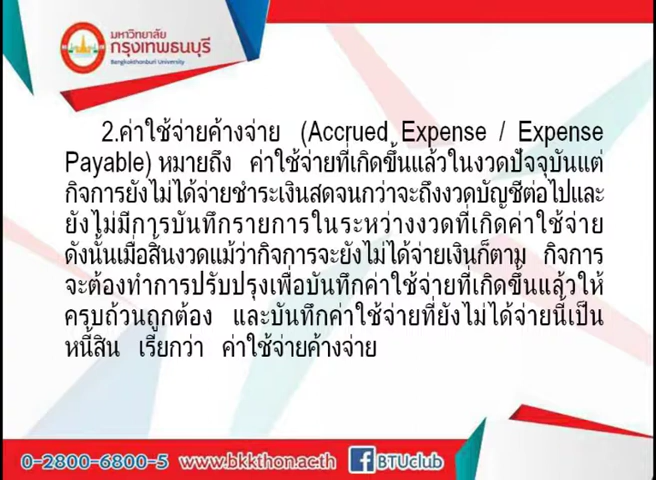 มหาวิทยาลัย
กรุงเทพธนบุรี
Bangkokthonburi University
2.ค่าใช้จ่ายค้างจ่าย (Accrued Expense / Expense
Payable) หมายถึง ค่าใช้จ่ายที่เกิดขึ้นแล้วในงวดปัจจุบันแต่
กิจการยังไม่ได้จ่ายชำระเงินสดจนกว่าจะถึงงวดบัญชีต่อไปและ
ยังไม่มีการบันทึกรายการในระหว่างงวดที่เกิดค่าใช้จ่าย
ดังนั้นเมื่อสิ้นงวดแม้ว่ากิจการจะยังไม่ได้จ่ายเงินก็ตาม กิจการ
จะต้องทำการปรับปรุงเพื่อบันทึกค่าใช้จ่ายที่เกิดขึ้นแล้วให้
ครบถ้วนถูกต้อง และบันทึกค่าใช้จ่ายที่ยังไม่ได้จ่ายนี้เป็น
หนี้สิน เรียกว่า ค่าใช้จ่ายค้างจ่าย
0-2800-6800-5 www.bkkthon.ac.th f BTUclub